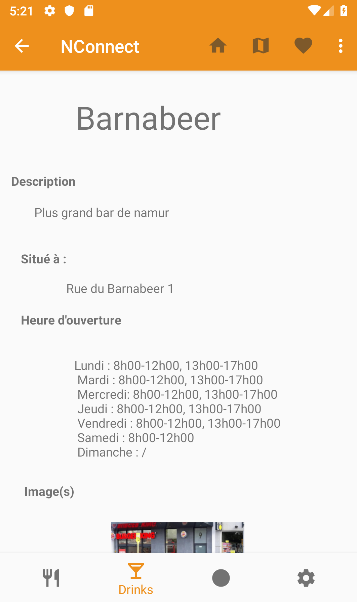 5:21
NConnect
Barnabeer
Description
Plus grand bar de namur
Situé à :
Rue du Barnabeer 1
Heure d'ouverture
Lundi : 8h00-12h00, 13h00-17h00
Mardi : 8h00-12h00, 13h00-17h00
Mercredi: 8h00-12h00, 13h00-17h00
Jeudi : 8h00-12h00, 13h00-17h00
Vendredi : 8h00-12h00, 13h00-17h00
Samedi : 8h00-12h00
Dimanche : /
Image(s)
Drinks